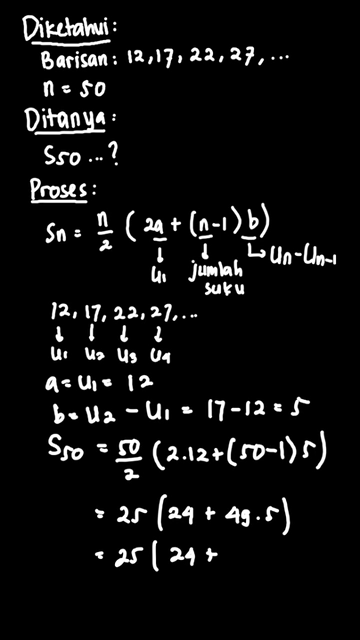 Diketahui:
Barisan: 12, 17, 22, 27, ...
n = 50
Ditanya:
S50 ... ?
Proses:
Sn = n/2 (2a + (n-1) b)
↓ ↓ ↳ Un - Un-1
U1 jumlah
suku
12, 17, 22, 27, ...
↓ ↓ ↓ ↓
U1 U2 U3 U4
a = U1 = 12
b = U2 - U1 = 17 - 12 = 5
S50 = 50/2 (2.12 + (50-1) 5)
= 25 (24 + 49.5)
= 25 ( 24 +